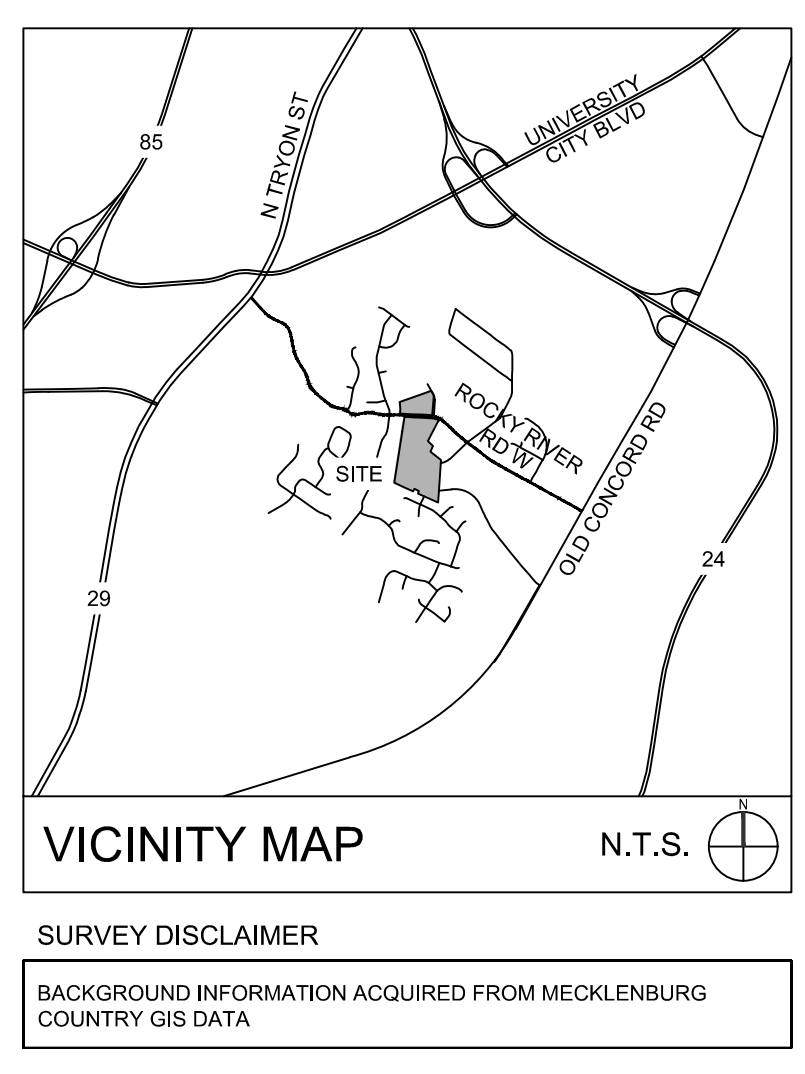 85
N TRYON ST
UNIVERSITY
CITY BLVD
ROCKY RIVER
RD W
SITE
OLD CONCORD RD
24
29
VICINITY MAP
N.T.S.
N
SURVEY DISCLAIMER
BACKGROUND INFORMATION ACQUIRED FROM MECKLENBURG
COUNTRY GIS DATA